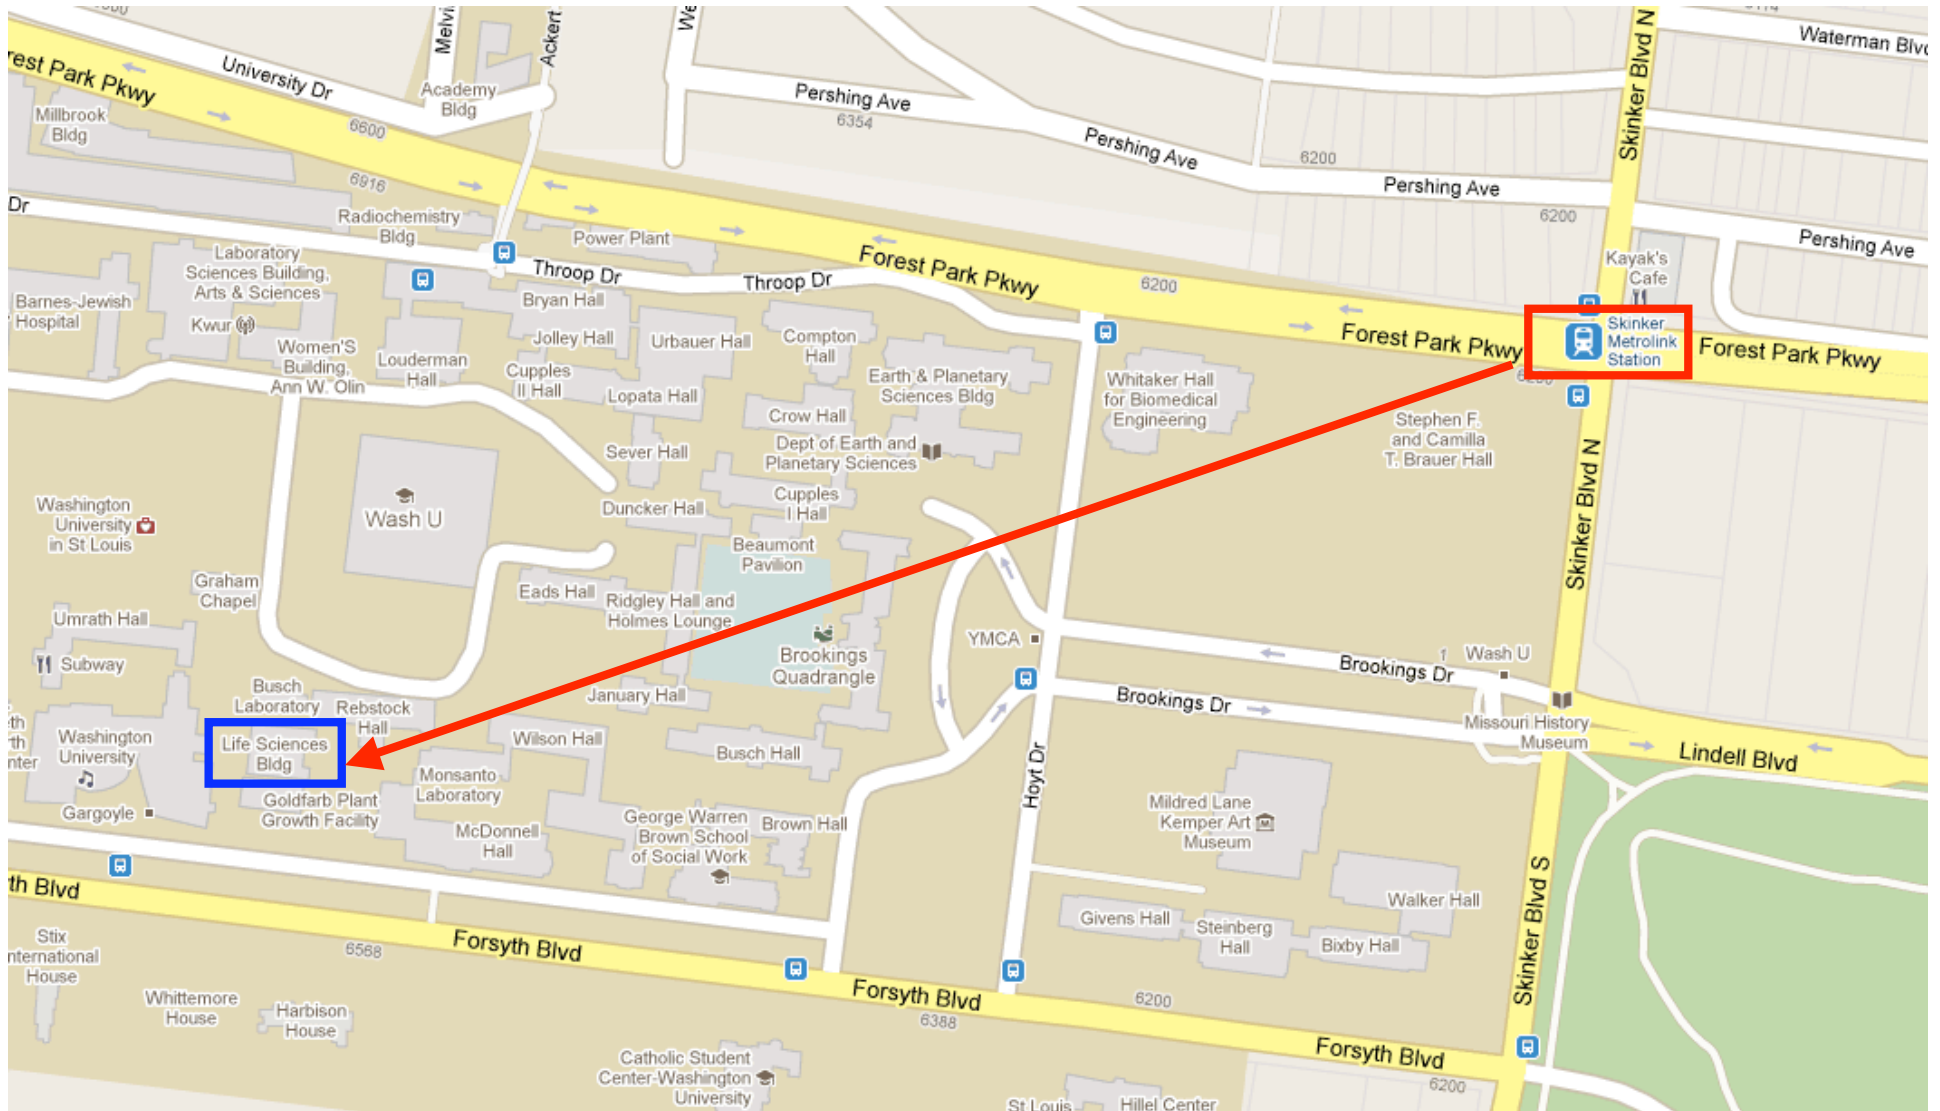 Waterman Blvd
Skinker Blvd N
Ackert
University Dr
rest Park Pkwy
Academy
Bldg
Pershing Ave
6354
Millbrook
Bldg
6600
Pershing Ave
6200
Pershing Ave
6916
Dr
Radiochemistry
Bldg
Power Plant
6200
Pershing Ave
Laboratory
Sciences Building,
Arts & Sciences
Throop Dr
Throop Dr
Forest Park Pkwy
6200
Kayak's
Cafe
Barnes-Jewish
Hospital
Bryan Hall
Kwur
Jolley Hall
Urbauer Hall
Compton
Hall
Forest Park Pkwy
Skinker
Metrolink
Station
Forest Park Pkwy
Women'S
Building,
Ann W. Olin
Louderman
Hall
Cupples
II Hall
Lopata Hall
Earth & Planetary
Sciences Bldg
Whitaker Hall
for Biomedical
Engineering
Crow Hall
Stephen F.
and Camilla
T. Brauer Hall
Sever Hall
Dept of Earth and
Planetary Sciences
Skinker Blvd N
Washington
University
in St Louis
Wash U
Duncker Hall
Cupples
I Hall
Beaumont
Pavilion
Graham
Chapel
Eads Hall
Ridgley Hall and
Holmes Lounge
Umrath Hall
YMCA
Brookings
Quadrangle
Brookings Dr
1
Wash U
Subway
Busch
Laboratory
Rebstock
Hall
January Hall
Brookings Dr
Missouri History
Museum
Washington
University
Life Sciences
Bldg
Wilson Hall
Busch Hall
Lindell Blvd
Monsanto
Laboratory
Hoyt Dr
Gargoyle
Goldfarb Plant
Growth Facility
McDonnell
Hall
George Warren
Brown School
of Social Work
Brown Hall
Mildred Lane
Kemper Art
Museum
th Blvd
Walker Hall
Skinker Blvd S
Givens Hall
Steinberg
Hall
Bixby Hall
Stix
nternational
House
6568
Forsyth Blvd
Whittemore
House
Harbison
House
Forsyth Blvd
6388
6200
Forsyth Blvd
6200
Catholic Student
Center-Washington
University
St Louis
Hillel Center